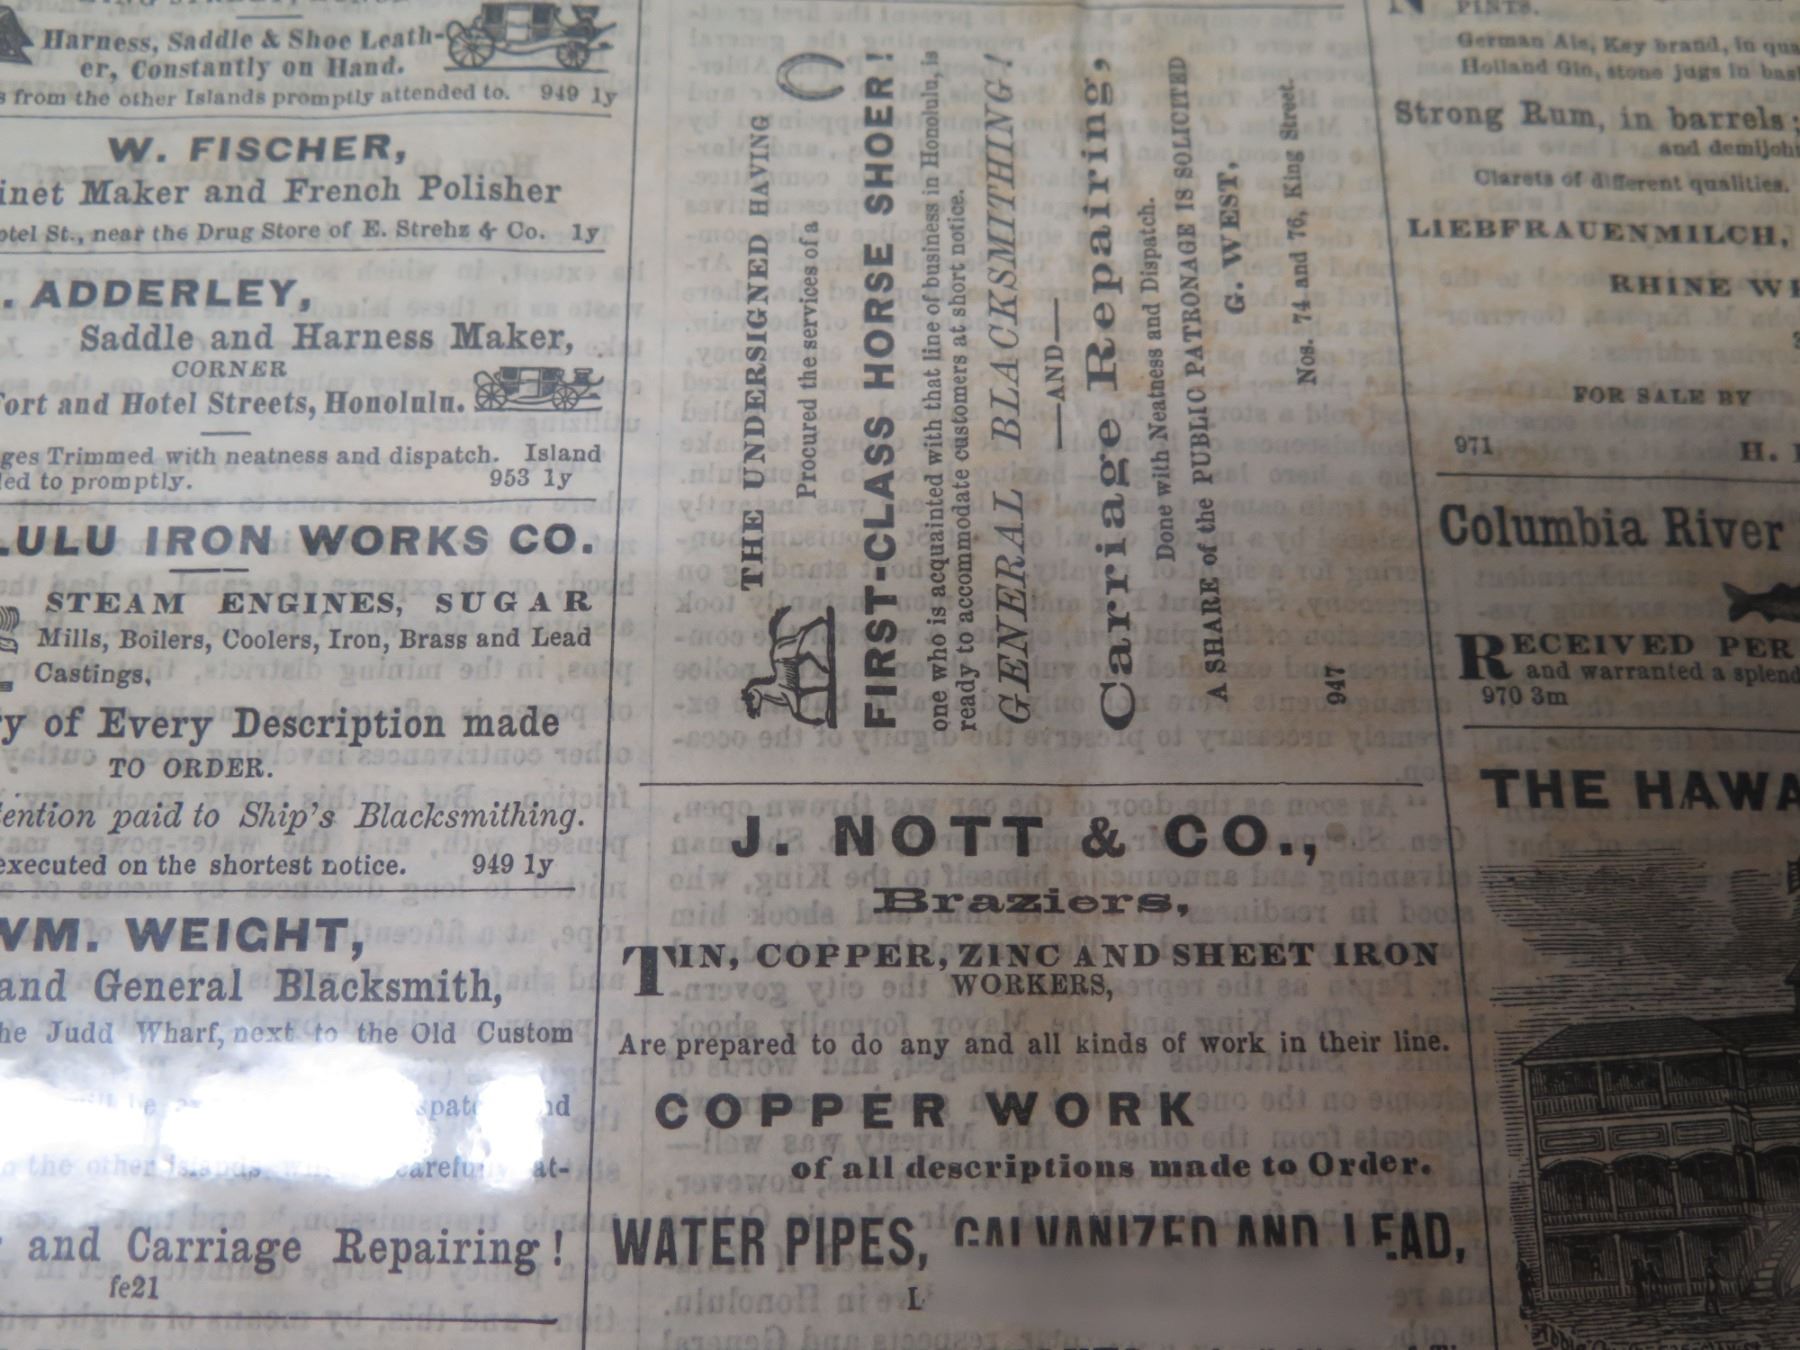 Harness, Saddle & Shoe Leath-
er, Constantly on Hand.
from the other Islands promptly attended to. 949 1y
W. FISCHER,
inet Maker and French Polisher
otel St., near the Drug Store of E. Strehz & Co. 1y
. ADDERLEY,
Saddle and Harness Maker,
CORNER
Fort and Hotel Streets, Honolulu.
ges Trimmed with neatness and dispatch. Island
led to promptly. 953 1y
LULU IRON WORKS CO.
STEAM ENGINES, SUGAR
Mills, Boilers, Coolers, Iron, Brass and Lead
Castings,
y of Every Description made
TO ORDER.
tention paid to Ship's Blacksmithing.
executed on the shortest notice. 949 1y
WM. WEIGHT,
and General Blacksmith,
he Judd Wharf, next to the Old Custom
will be
the other Islands, carefully at-
and Carriage Repairing!
fe21
THE UNDERSIGNED HAVING
Procured the services of a
FIRST-CLASS HORSE SHOER!
one who is acquainted with that line of business in Honolulu, is
ready to accommodate customers at short notice.
GENERAL BLACKSMITHING!
—AND—
Carriage Repairing,
Done with Neatness and Dispatch.
A SHARE of the PUBLIC PATRONAGE is SOLICITED
G. WEST.
947 Nos. 74 and 76, King Street.
J. NOTT & CO.,
Braziers,
TIN, COPPER, ZINC AND SHEET IRON
WORKERS,
Are prepared to do any and all kinds of work in their line.
COPPER WORK
of all descriptions made to Order.
WATER PIPES, GALVANIZED AND LEAD,
L
PINTS.
German Ale, Key brand, in qua
Holland Gin, stone jugs in bas
Strong Rum, in barrels;
and demijoh
Clarets of different qualities.
LIEBFRAUENMILCH,
RHINE WI
FOR SALE BY
971 H.
Columbia River
RECEIVED PER
and warranted a splend
970 3m
THE HAWA